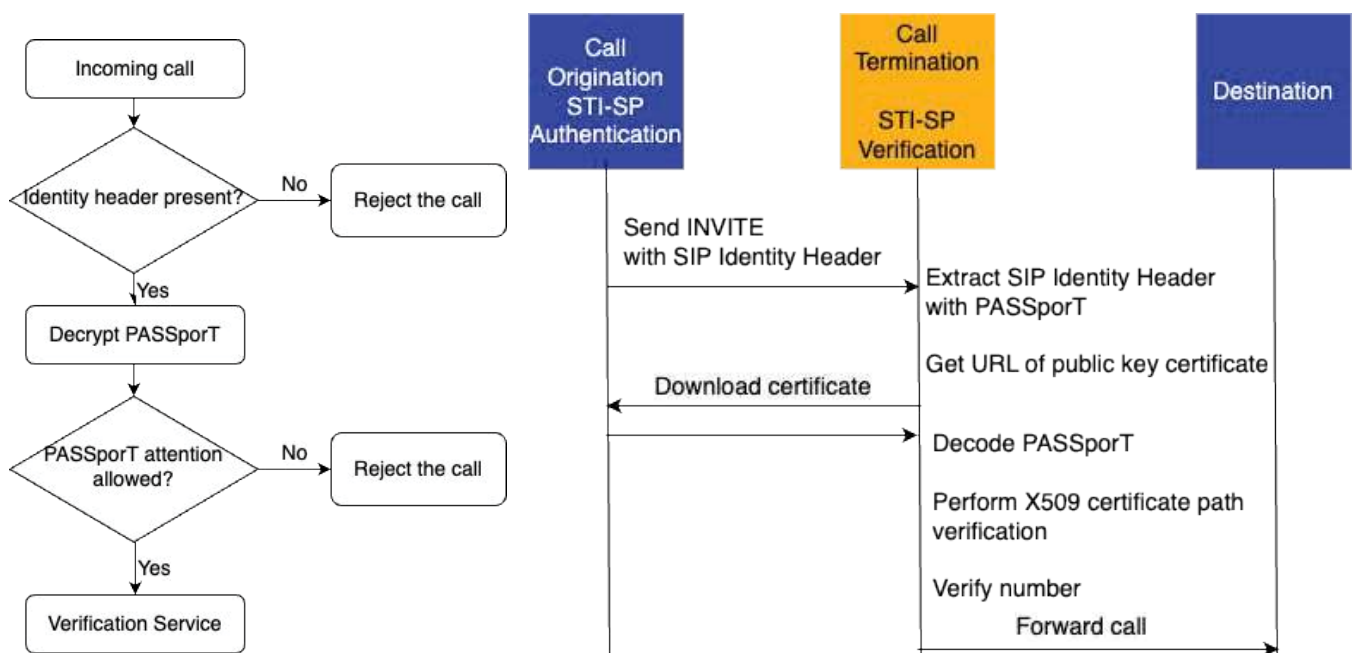 Incoming call
Identity header present?
No
Reject the call
Yes
Decrypt PASSporT
PASSporT attention
allowed?
No
Reject the call
Yes
Verification Service
Call
Origination
STI-SP
Authentication
Call
Termination
STI-SP
Verification
Destination
Send INVITE
with SIP Identity Header
Extract SIP Identity Header
with PASSporT
Get URL of public key certificate
Download certificate
Decode PASSporT
Perform X509 certificate path
verification
Verify number
Forward call